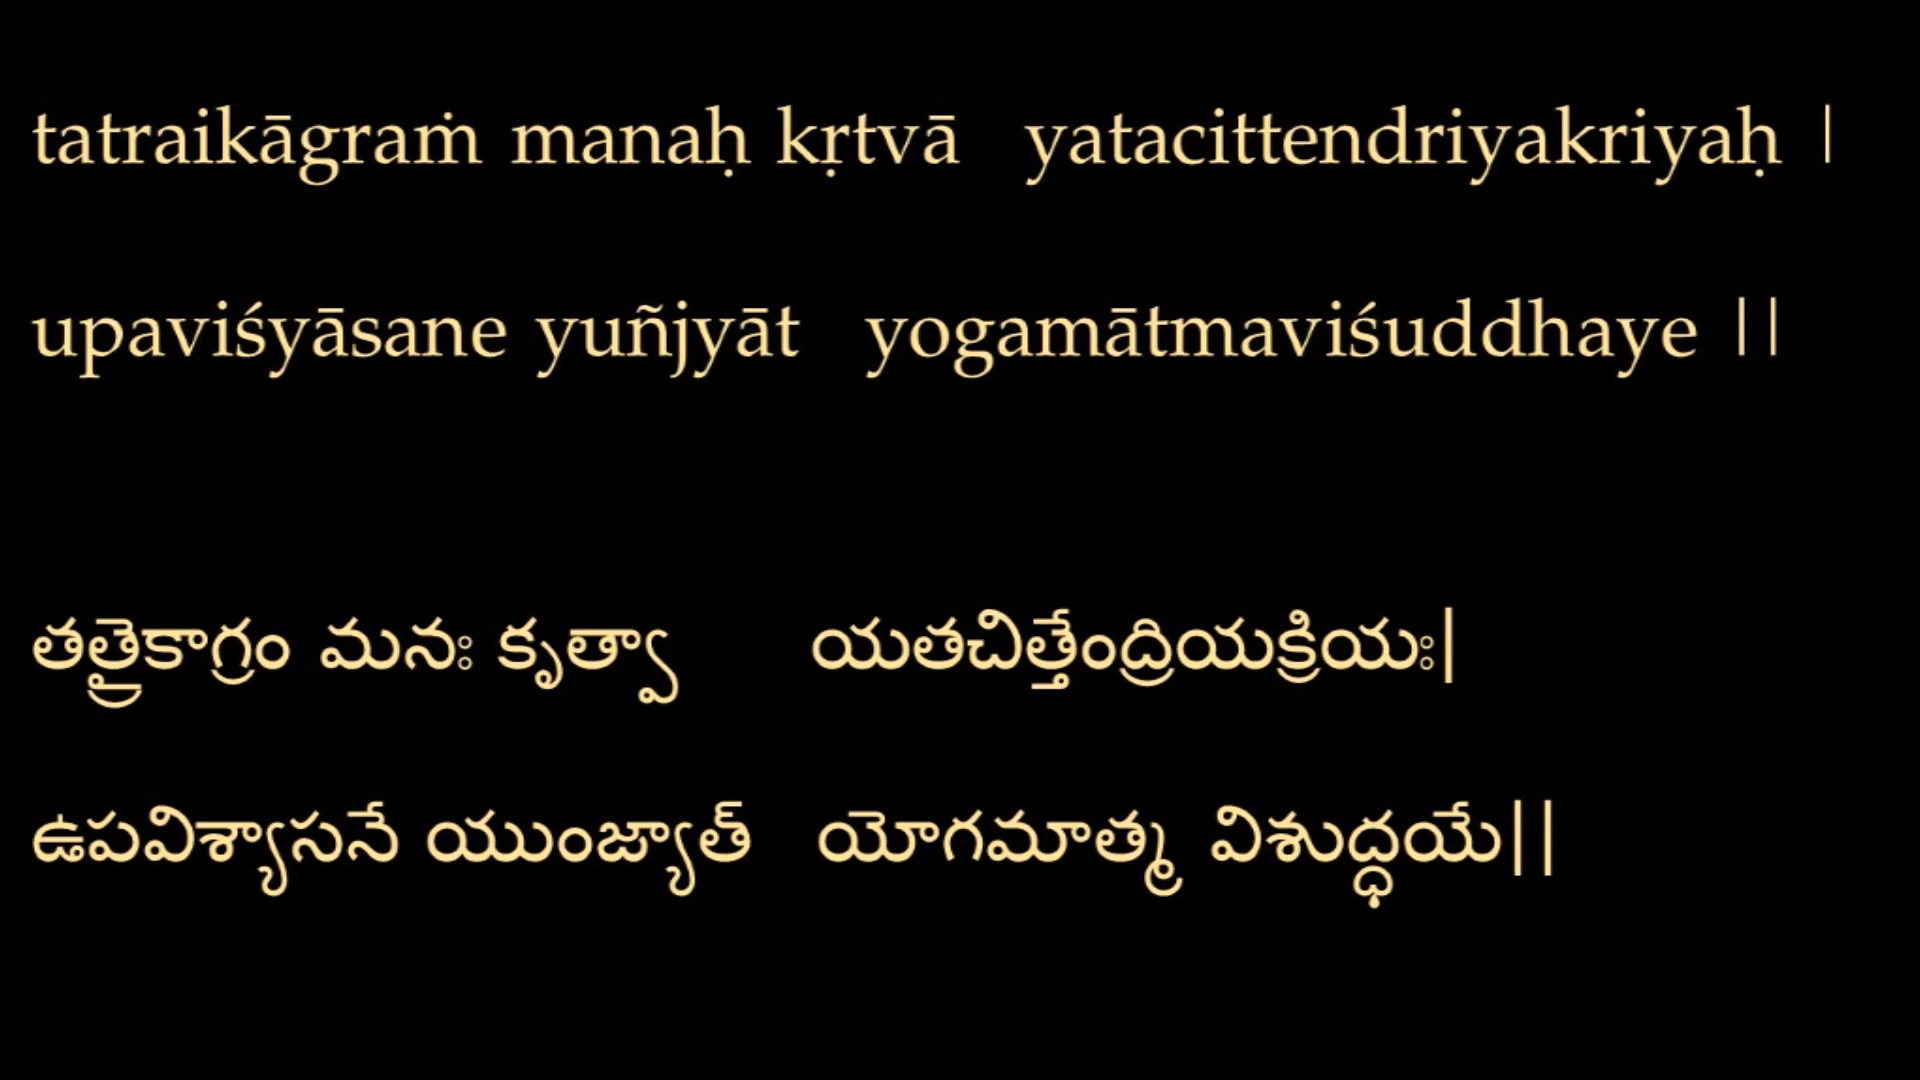 tatraikāgraṁ manaḥ kṛtvā yatacittendriyakriyaḥ |
upaviśyāsane yuñjyāt yogamātmaviśuddhaye ||
తత్రైకాగ్రం మనః కృత్వా యతచిత్తేంద్రియక్రియః|
ఉపవిశ్యాసనే యుంజ్యాత్ యోగమాత్మ విశుద్ధయే||